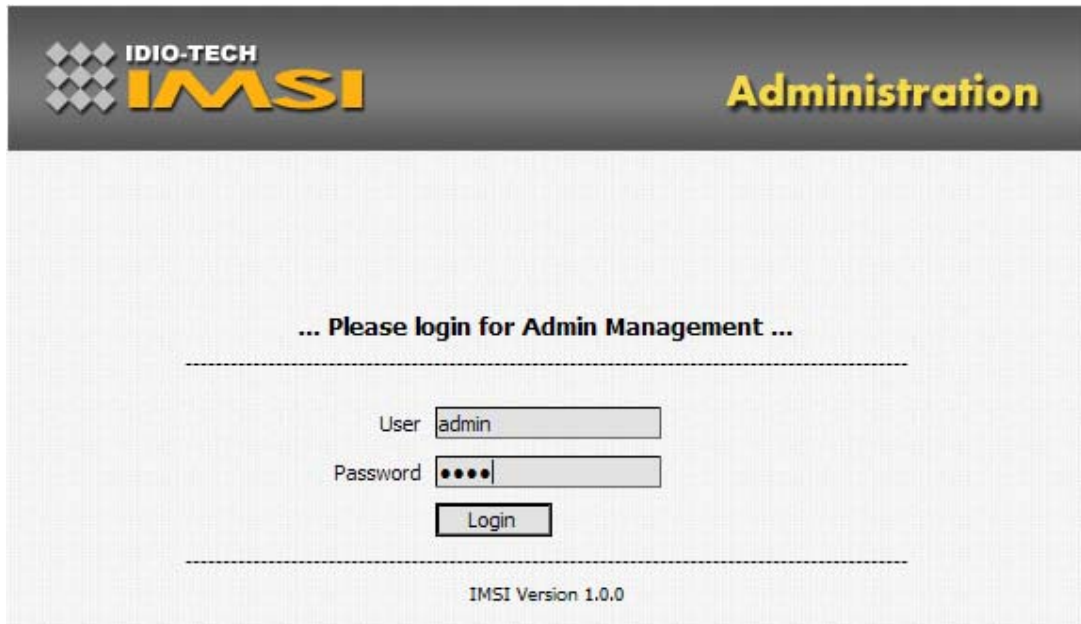 IDIO-TECH
IMSI
Administration
... Please login for Admin Management ...
User admin
Password ••••
Login
IMSI Version 1.0.0